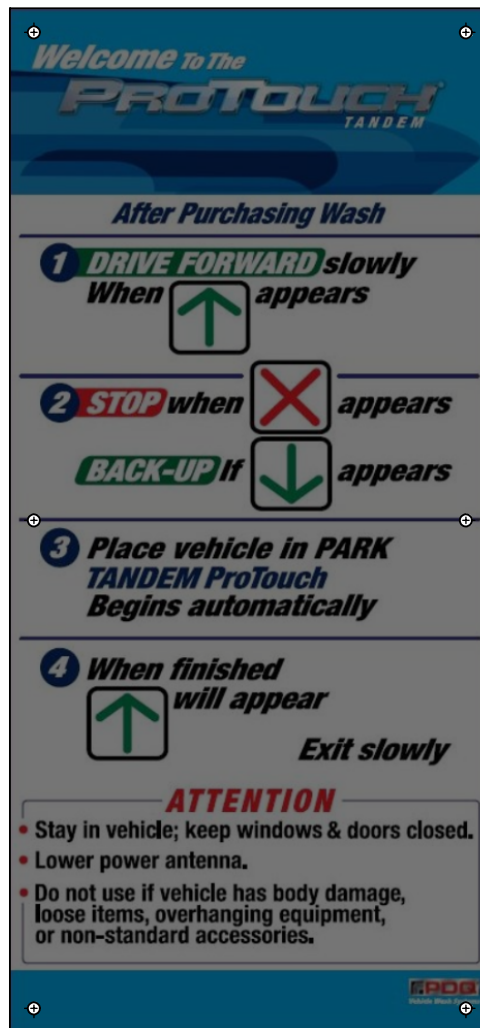 Welcome To The
PROTOUCH
TANDEM
After Purchasing Wash
1 DRIVE FORWARD slowly
When appears
2 STOP when appears
BACK-UP If appears
3 Place vehicle in PARK
TANDEM ProTouch
Begins automatically
4 When finished
will appear
Exit slowly
ATTENTION
• Stay in vehicle; keep windows & doors closed.
• Lower power antenna.
• Do not use if vehicle has body damage,
loose items, overhanging equipment,
or non-standard accessories.
PDQ
Vehicle Wash Systems